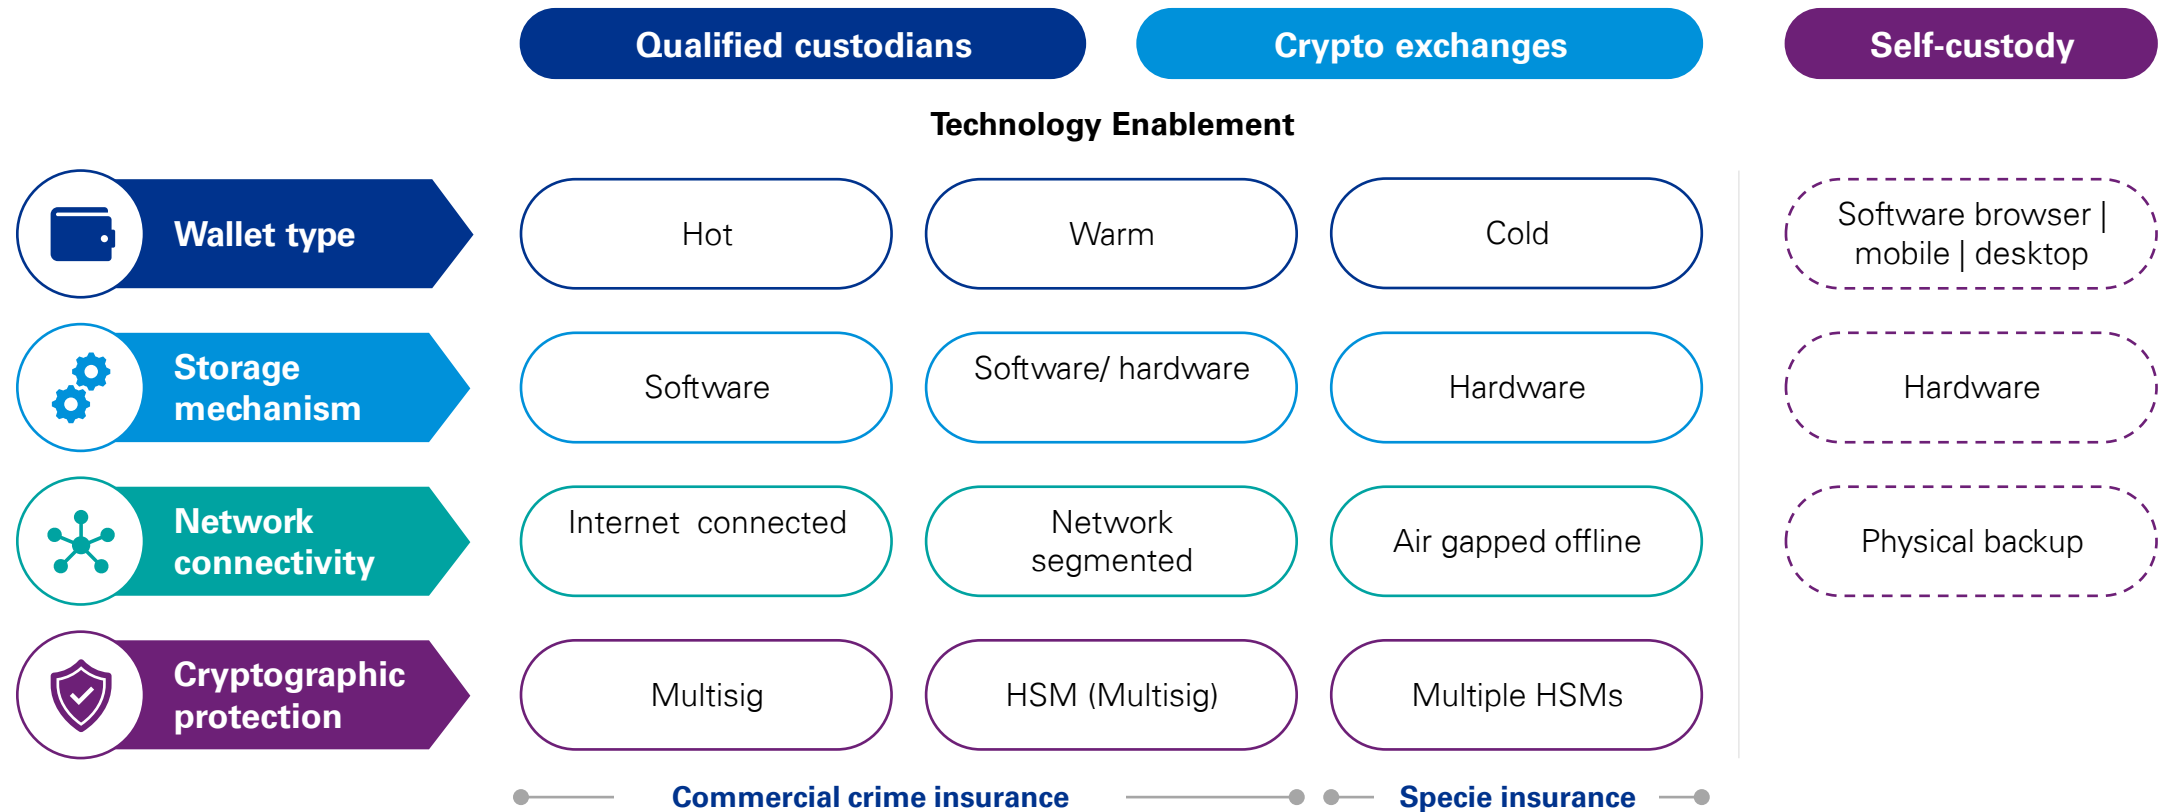 Qualified custodians
Crypto exchanges
Self-custody
Technology Enablement
Wallet type
Hot
Warm
Cold
Software browser |
mobile | desktop
Storage
mechanism
Software
Software/ hardware
Hardware
Hardware
Network
connectivity
Internet  connected
Network
segmented
Air gapped offline
Physical backup
Cryptographic
protection
Multisig
HSM (Multisig)
Multiple HSMs
Commercial crime insurance
Specie insurance